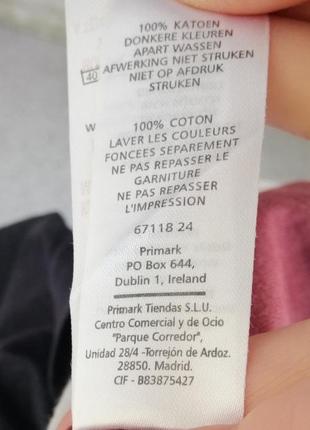 100% KATOEN
DONKERE KLEUREN
APART WASSEN
AFWERKING NIET STRUKEN
40
NIET OP AFDRUK
STRUKEN
W
100% COTON
LAVER LES COULEURS
FONCEES SEPAREMENT
NE PAS REPASSER LE
GARNITURE
NE PAS REPASSER
L'IMPRESSION
67118 24
Primark
PO Box 644,
Dublin 1, Ireland
Primark Tiendas S.L.U.
Centro Comercial y de Ocio
"Parque Corredor",
Unidad 28/4 -Torrejón de Ardoz.
28850. Madrid.
CIF - B83875427